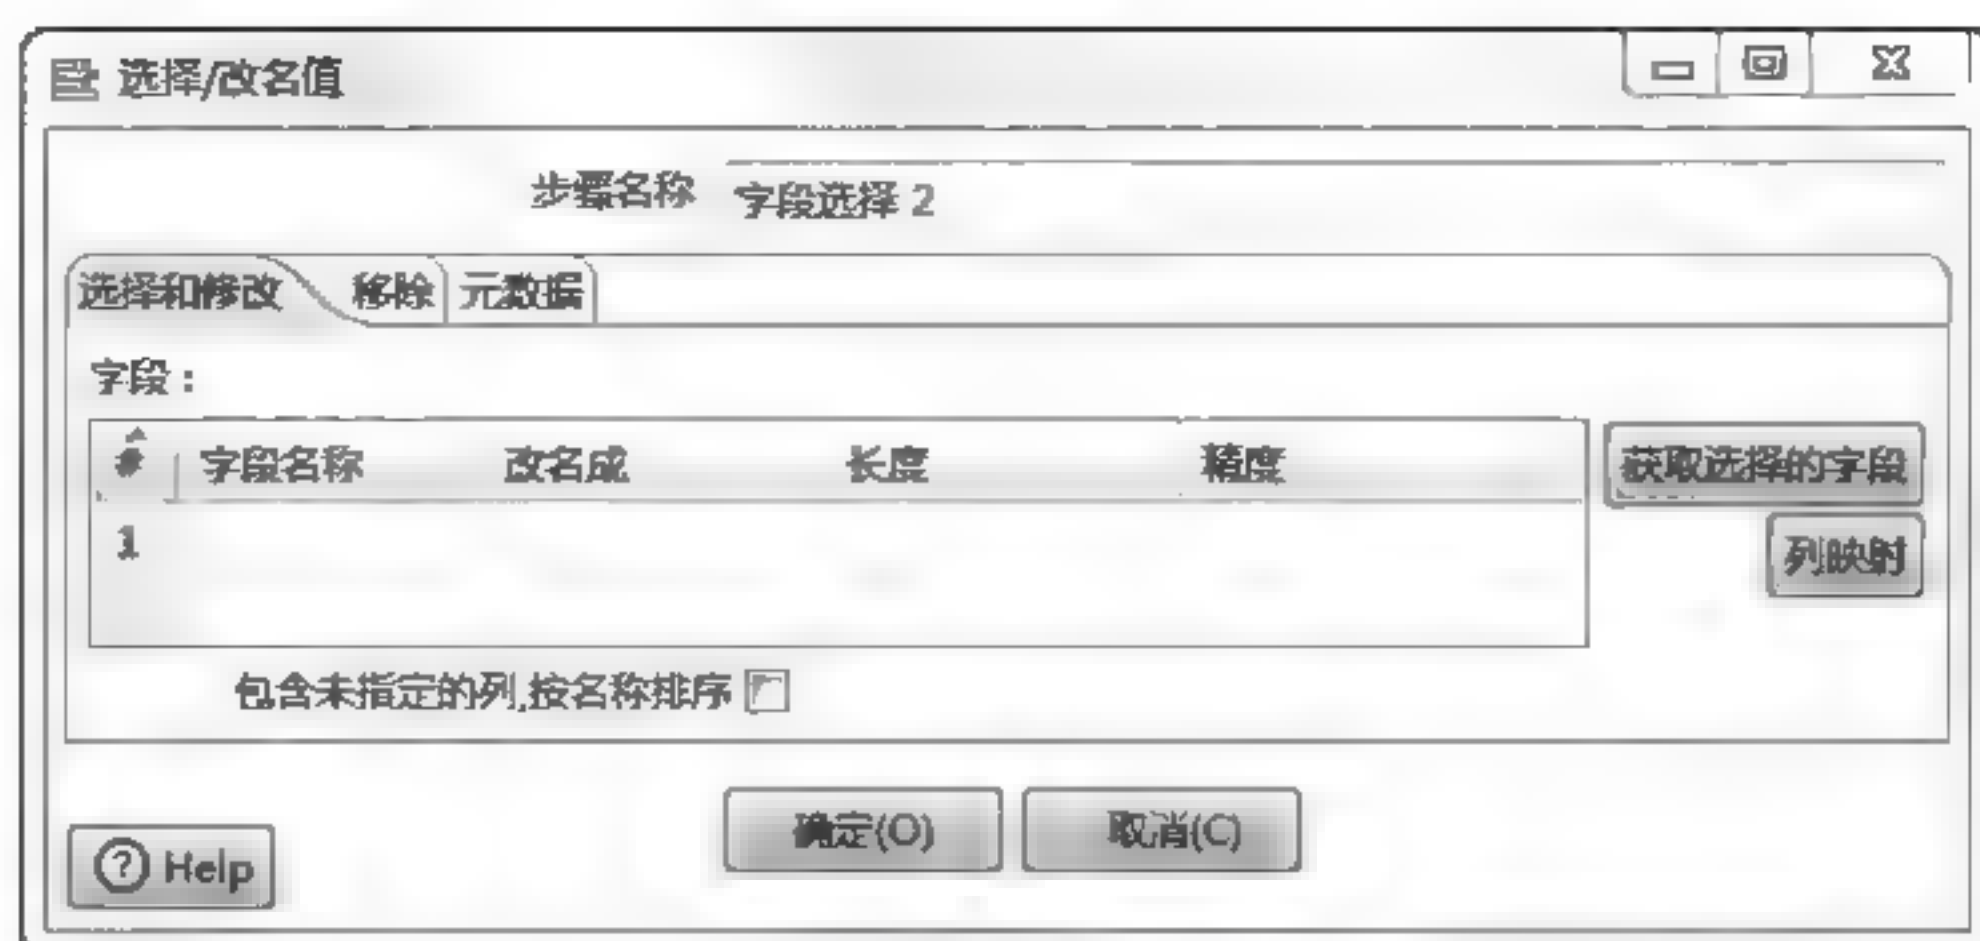 选择/改名值
步骤名称 字段选择 2
选择和修改 移除 元数据
字段：
# 字段名称 改名成 长度 精度 获取选择的字段
1
列映射
包含未指定的列,按名称排序
确定(O) 取消(C)
? Help